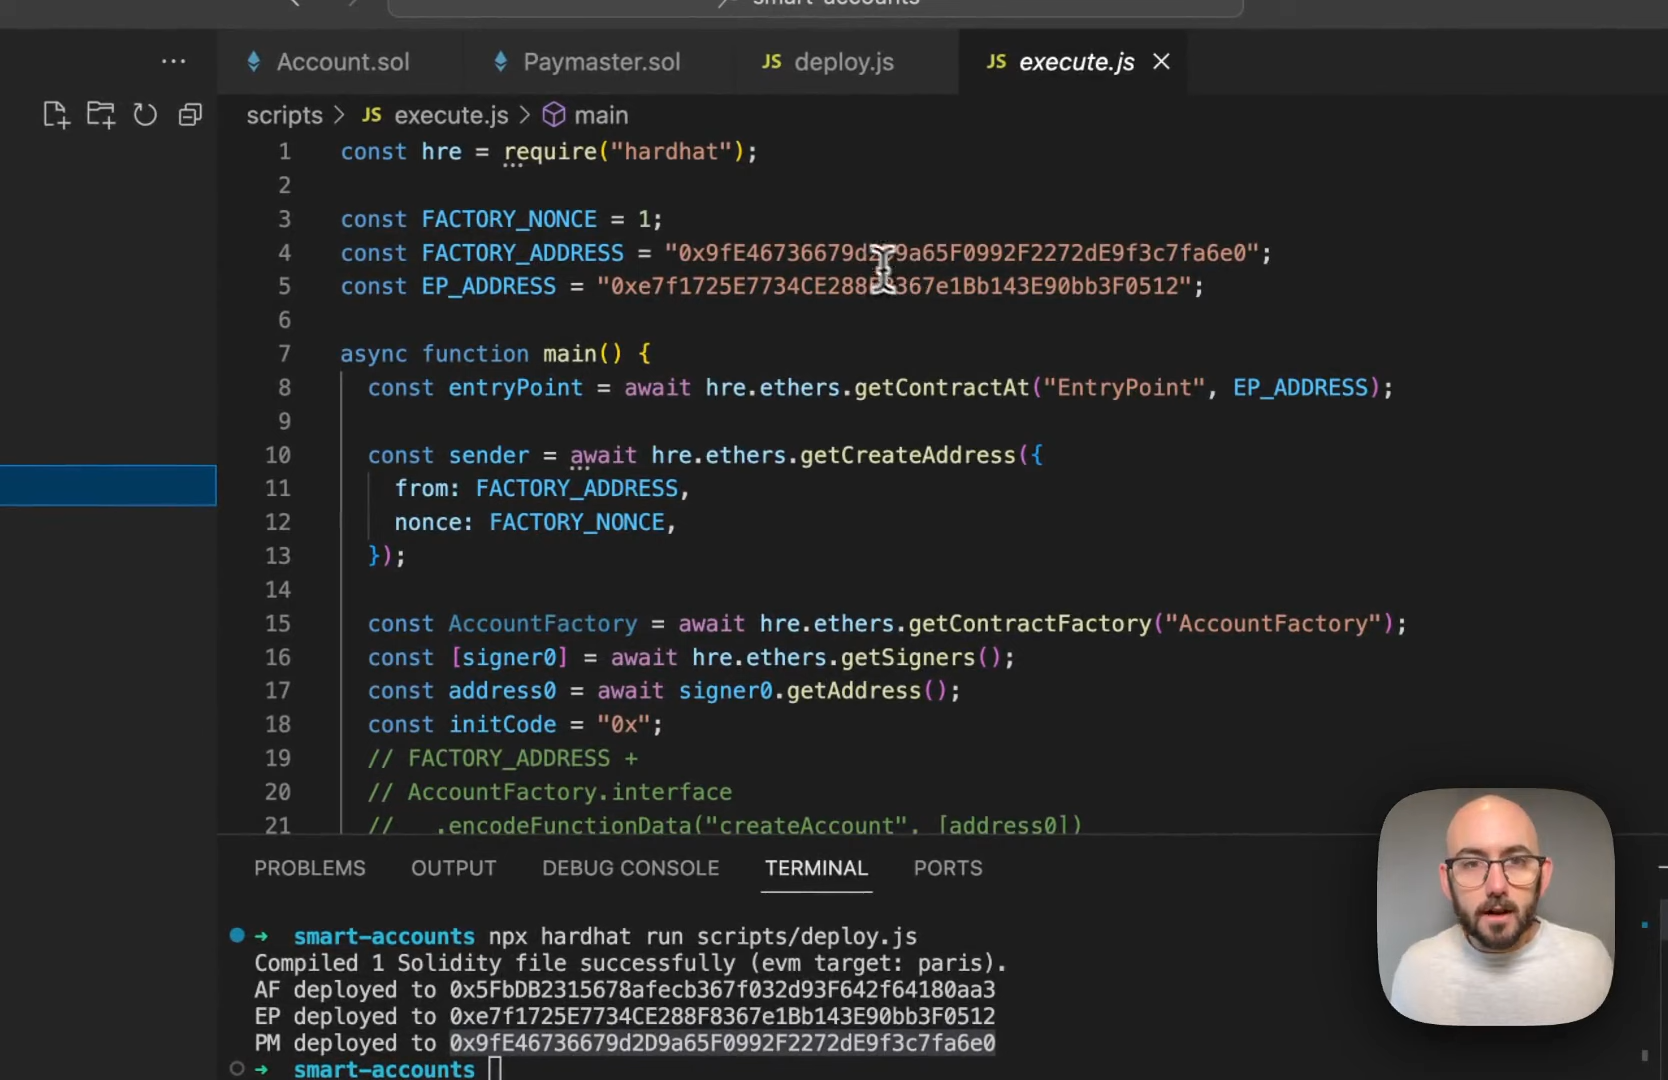 smart-accounts
Account.sol
Paymaster.sol
JS deploy.js
JS execute.js
scripts > JS execute.js > main
1 const hre = require("hardhat");
2
3 const FACTORY_NONCE = 1;
4 const FACTORY_ADDRESS = "0x9fE46736679d2D9a65F0992F2272dE9f3c7fa6e0";
5 const EP_ADDRESS = "0xe7f1725E7734CE288F8367e1Bb143E90bb3F0512";
6
7 async function main() {
8 const entryPoint = await hre.ethers.getContractAt("EntryPoint", EP_ADDRESS);
9
10 const sender = await hre.ethers.getCreateAddress({
11 from: FACTORY_ADDRESS,
12 nonce: FACTORY_NONCE,
13 });
14
15 const AccountFactory = await hre.ethers.getContractFactory("AccountFactory");
16 const [signer0] = await hre.ethers.getSigners();
17 const address0 = await signer0.getAddress();
18 const initCode = "0x";
19 // FACTORY_ADDRESS +
20 // AccountFactory.interface
21 // .encodeFunctionData("createAccount", [address0])
PROBLEMS OUTPUT DEBUG CONSOLE TERMINAL PORTS
→ smart-accounts npx hardhat run scripts/deploy.js
Compiled 1 Solidity file successfully (evm target: paris).
AF deployed to 0x5FbDB2315678afecb367f032d93F642f64180aa3
EP deployed to 0xe7f1725E7734CE288F8367e1Bb143E90bb3F0512
PM deployed to 0x9fE46736679d2D9a65F0992F2272dE9f3c7fa6e0
→ smart-accounts